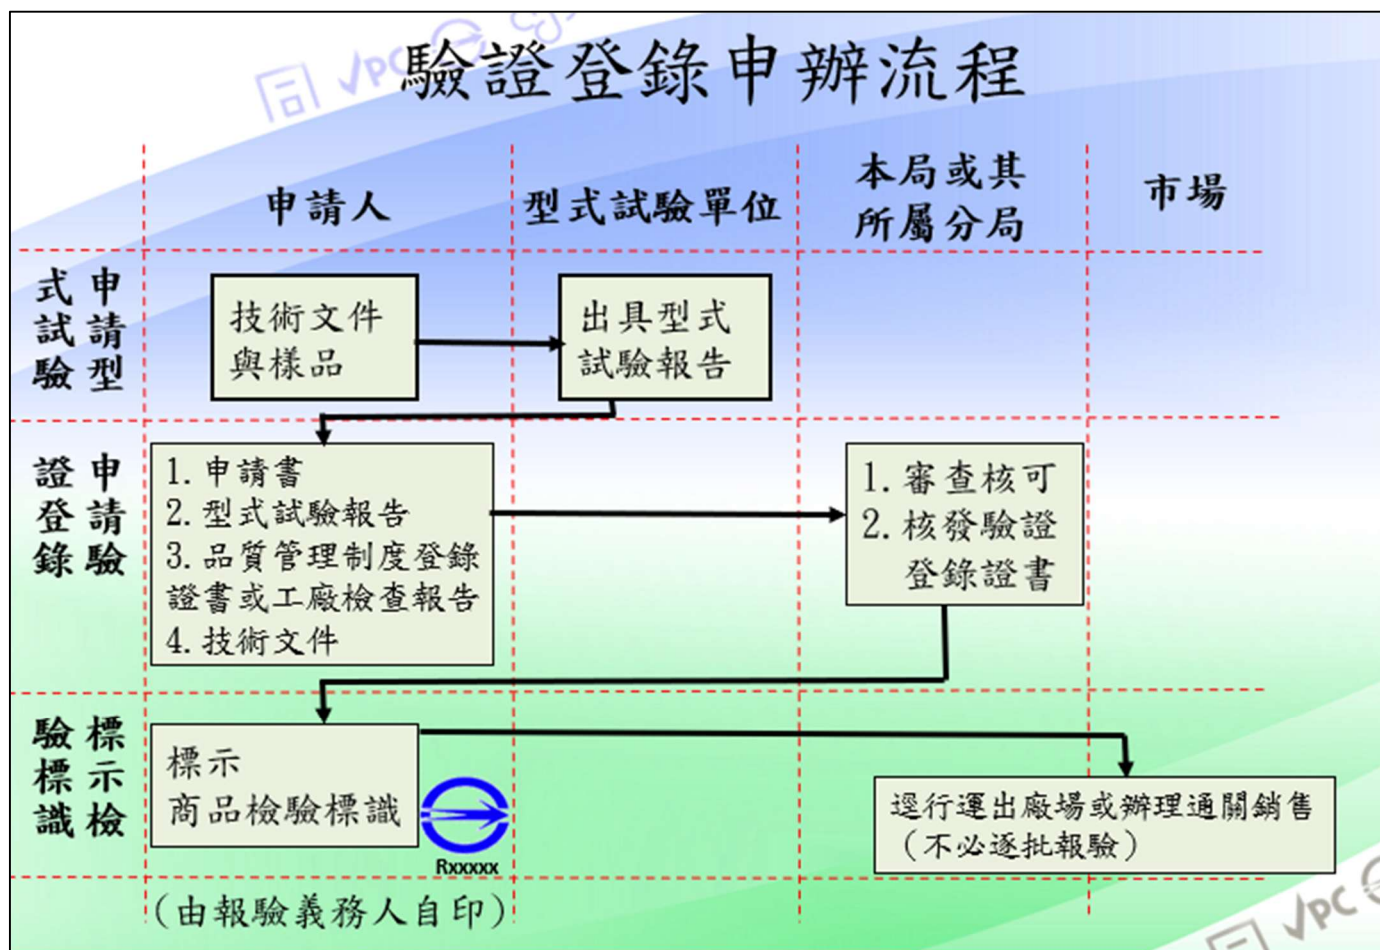 驗證登錄申辦流程
申請人
型式試驗單位
本局或其
所屬分局
市場
申請型
式試驗
技術文件
與樣品
出具型式
試驗報告
申請驗
證登錄
1. 申請書
2. 型式試驗報告
3. 品質管理制度登錄
證書或工廠檢查報告
4. 技術文件
1. 審查核可
2. 核發驗證
登錄證書
標示檢
驗標識
標示
商品檢驗標識
Rxxxxx
逕行運出廠場或辦理通關銷售
（不必逐批報驗）
（由報驗義務人自印）
VPC
VPC